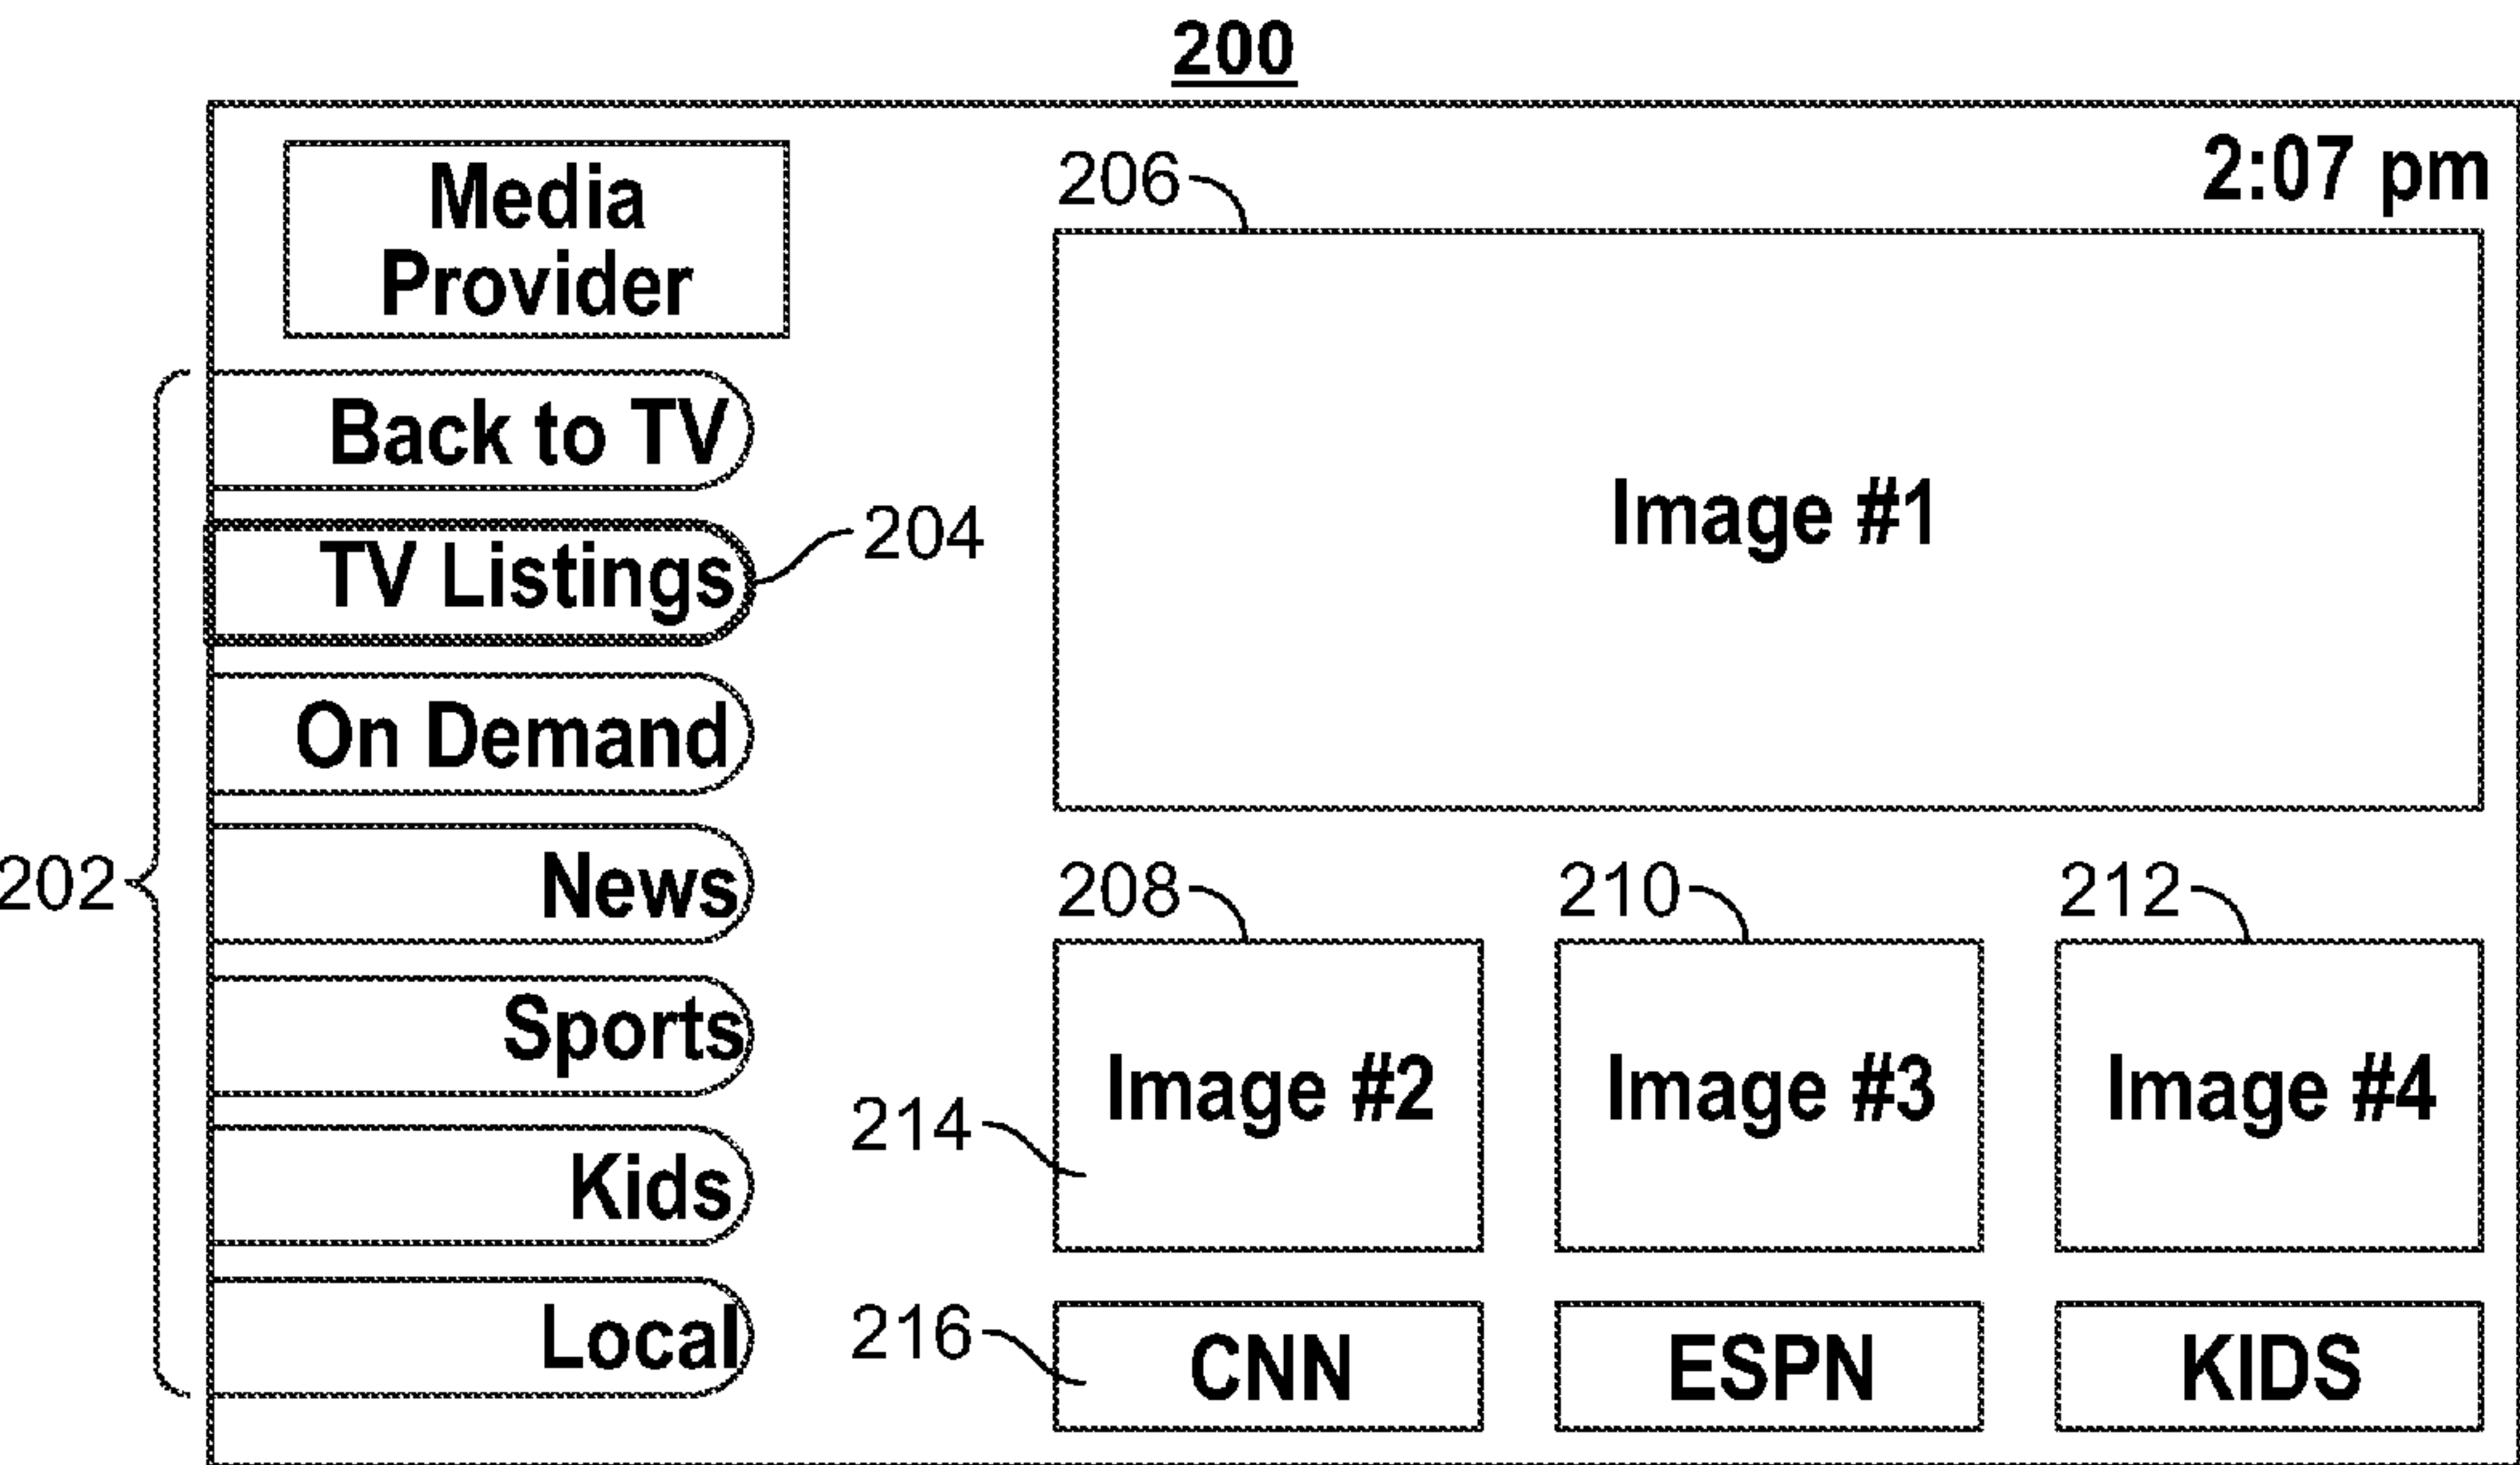 200
2:07 pm
Media
Provider
206
Back to TV
Image #1
TV Listings
204
On Demand
202
News
208
210
212
Sports
Image #2
Image #3
Image #4
214
Kids
Local
216
CNN
ESPN
KIDS